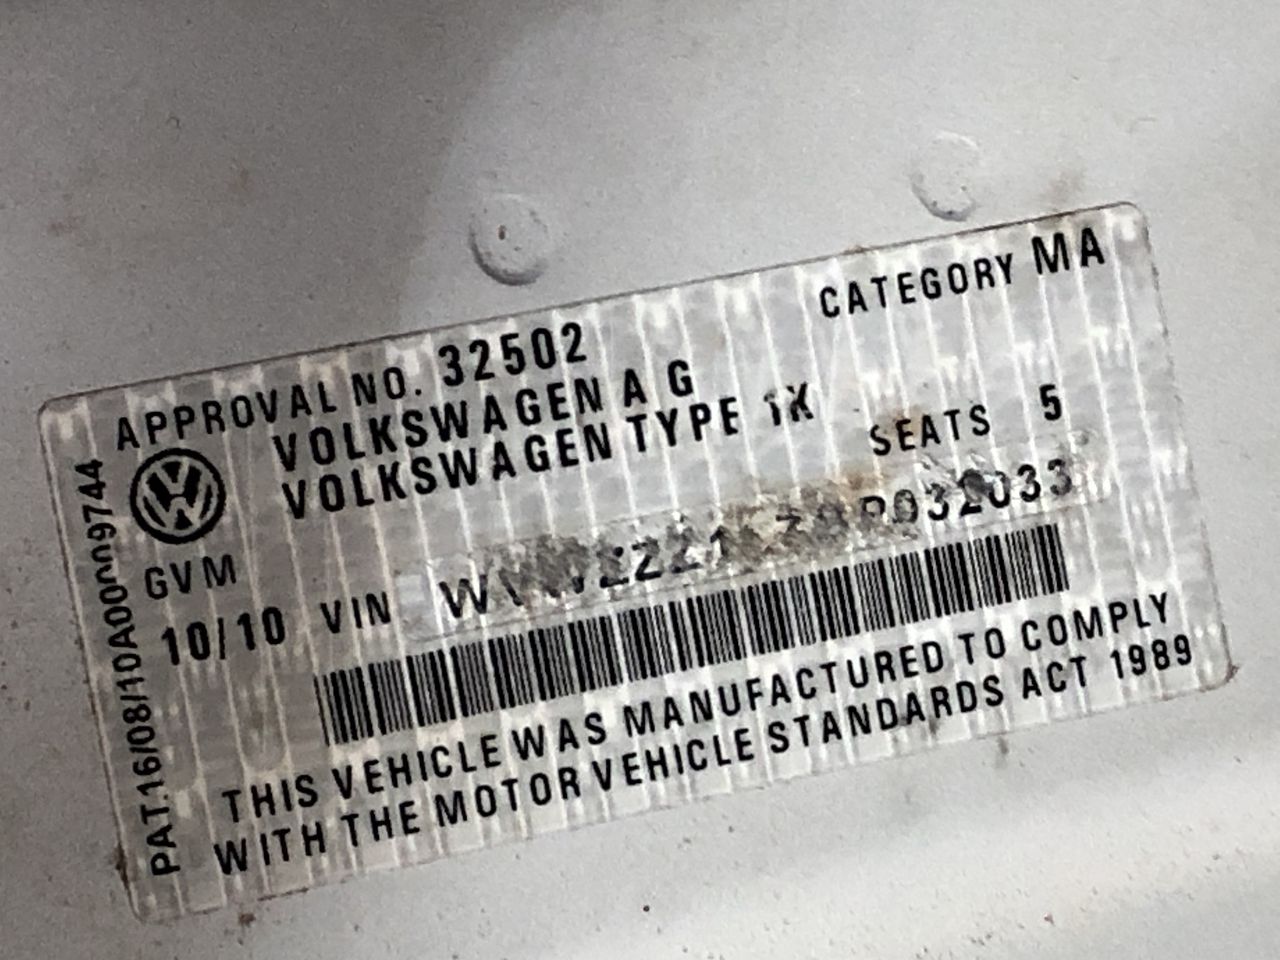 CATEGORY MA
APPROVAL NO. 32502
VOLKSWAGEN A G
VOLKSWAGEN TYPE 1K
SEATS 5
GVM
10/10 VIN
THIS VEHICLE WAS MANUFACTURED TO COMPLY
WITH THE MOTOR VEHICLE STANDARDS ACT 1989